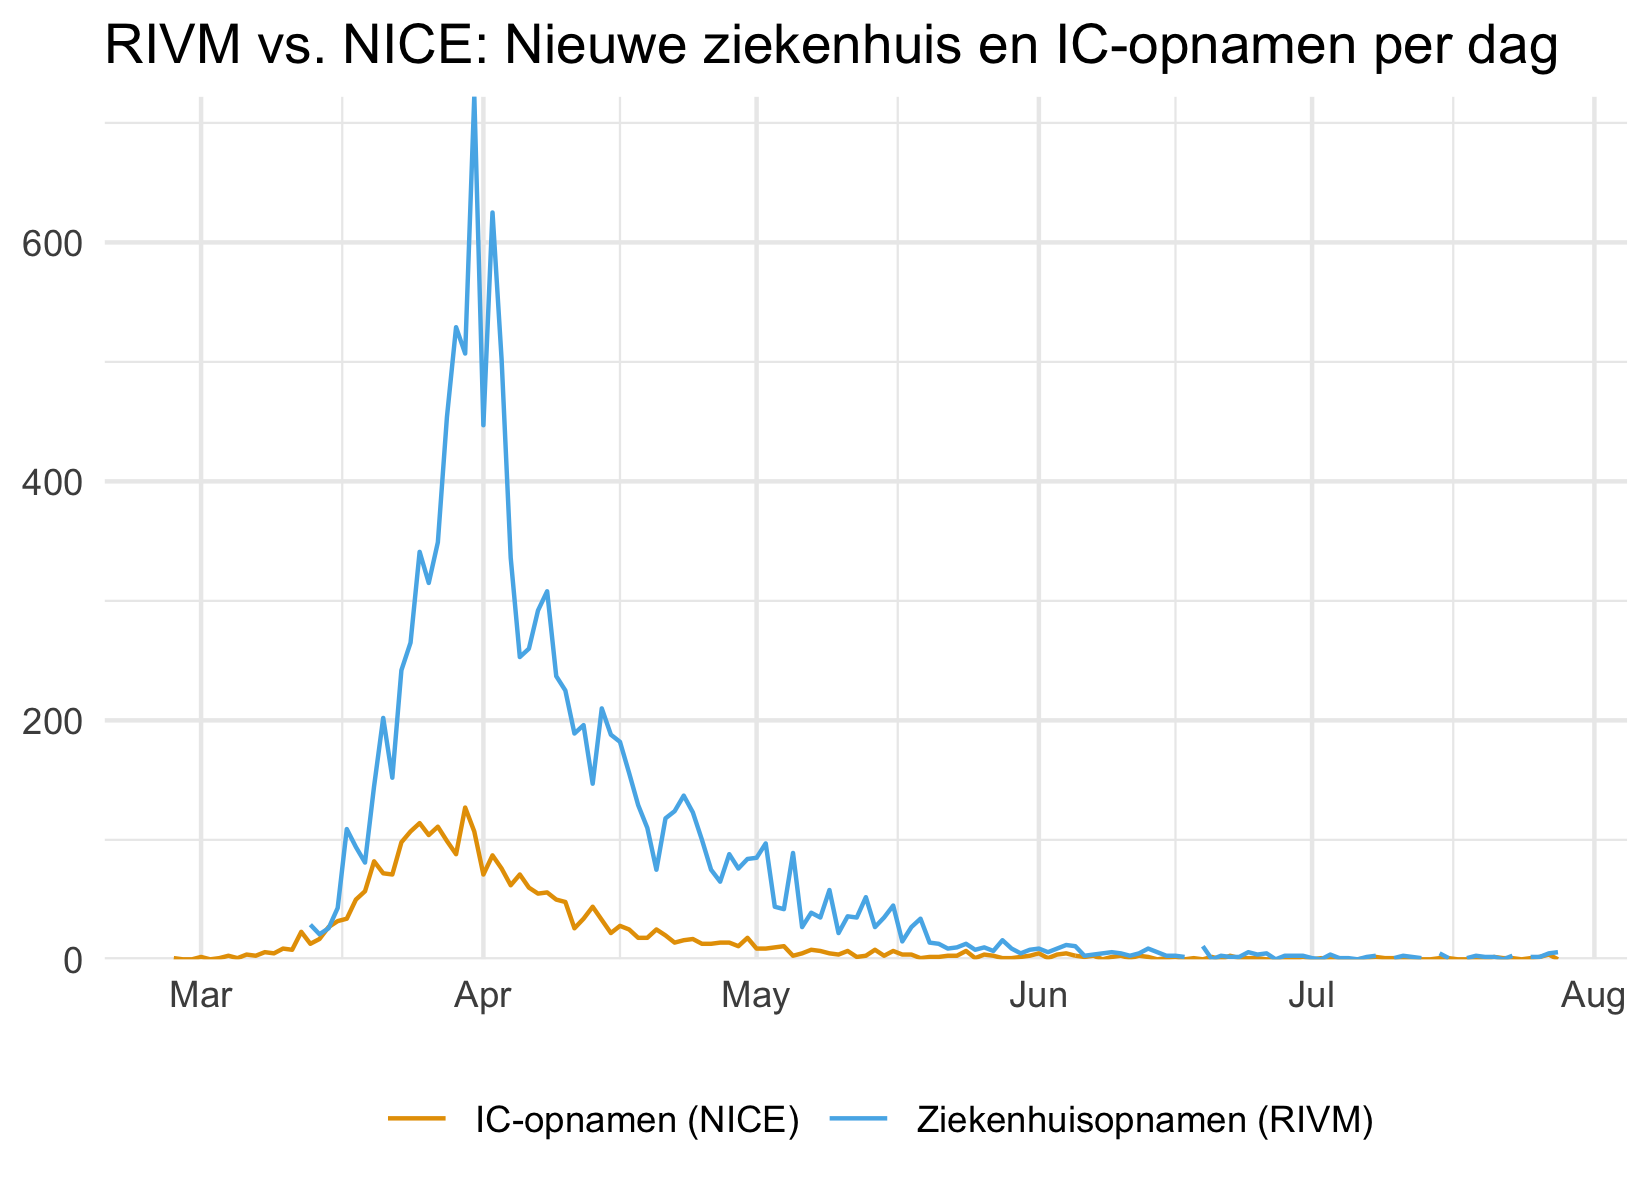 RIVM vs. NICE: Nieuwe ziekenhuis en IC-opnamen per dag
600
400
200
0
Mar Apr May Jun Jul Aug
IC-opnamen (NICE) Ziekenhuisopnamen (RIVM)